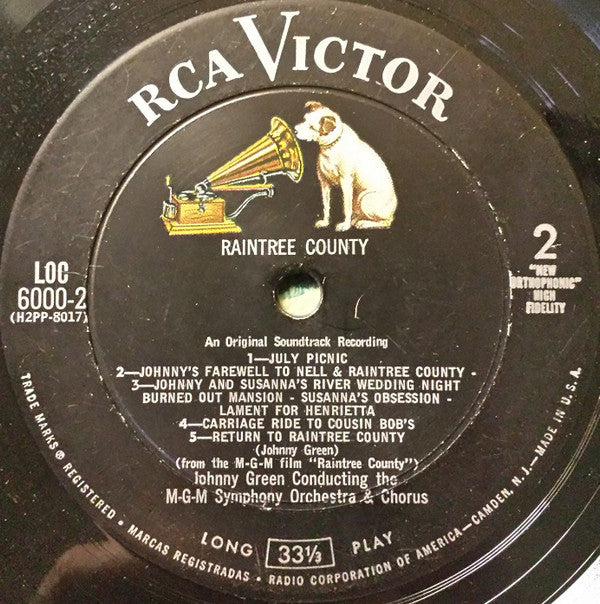 RCA VICTOR
RAINTREE COUNTY
LOC
6000-2
(H2PP-8017)
2
"NEW
ORTHOPHONIC"
HIGH
FIDELITY
An Original Soundtrack Recording
1—JULY PICNIC
2—JOHNNY'S FAREWELL TO NELL & RAINTREE COUNTY -
3—JOHNNY AND SUSANNA'S RIVER WEDDING NIGHT
BURNED OUT MANSION - SUSANNA'S OBSESSION -
LAMENT FOR HENRIETTA
4—CARRIAGE RIDE TO COUSIN BOB'S
5—RETURN TO RAINTREE COUNTY
(Johnny Green)
(from the M-G-M film "Raintree County")
Johnny Green Conducting the
M-G-M Symphony Orchestra & Chorus
LONG 33⅓ PLAY
TRADE MARKS ® REGISTERED • MARCAS REGISTRADAS • RADIO CORPORATION OF AMERICA—CAMDEN, N.J.—MADE IN U.S.A.